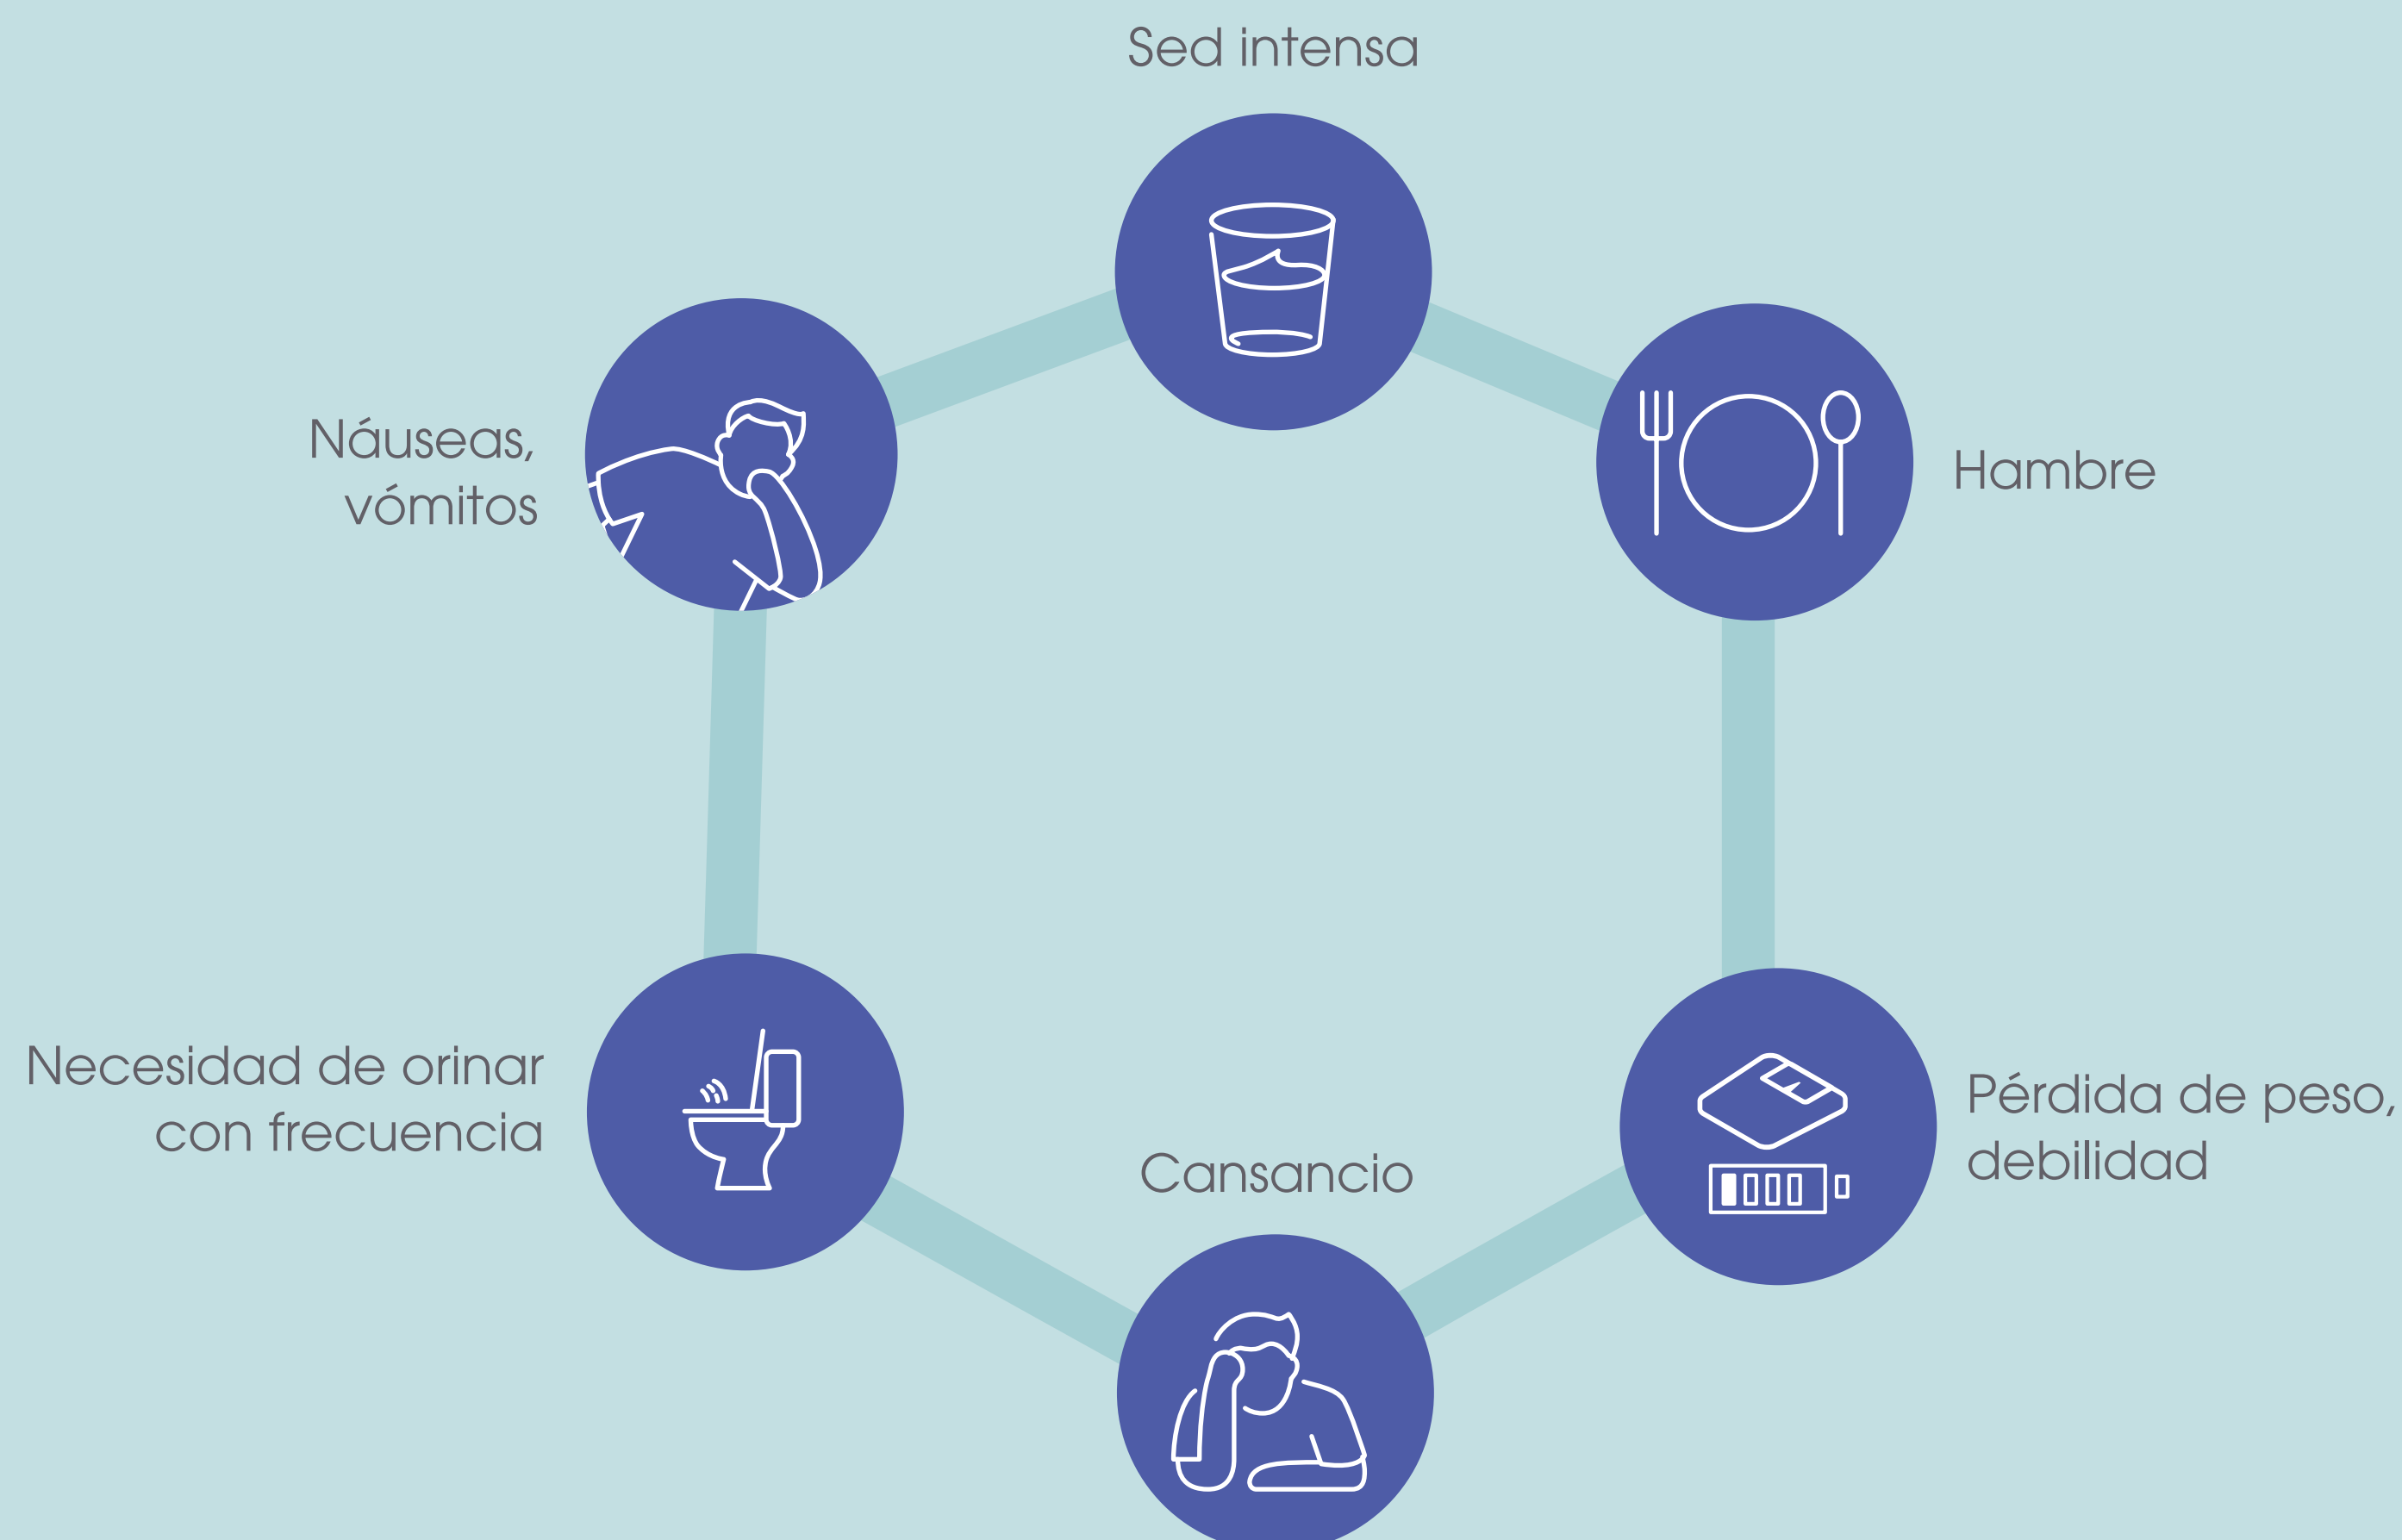 Sed intensa
Náuseas,
vómitos
Hambre
Necesidad de orinar
con frecuencia
Pérdida de peso,
debilidad
Cansancio